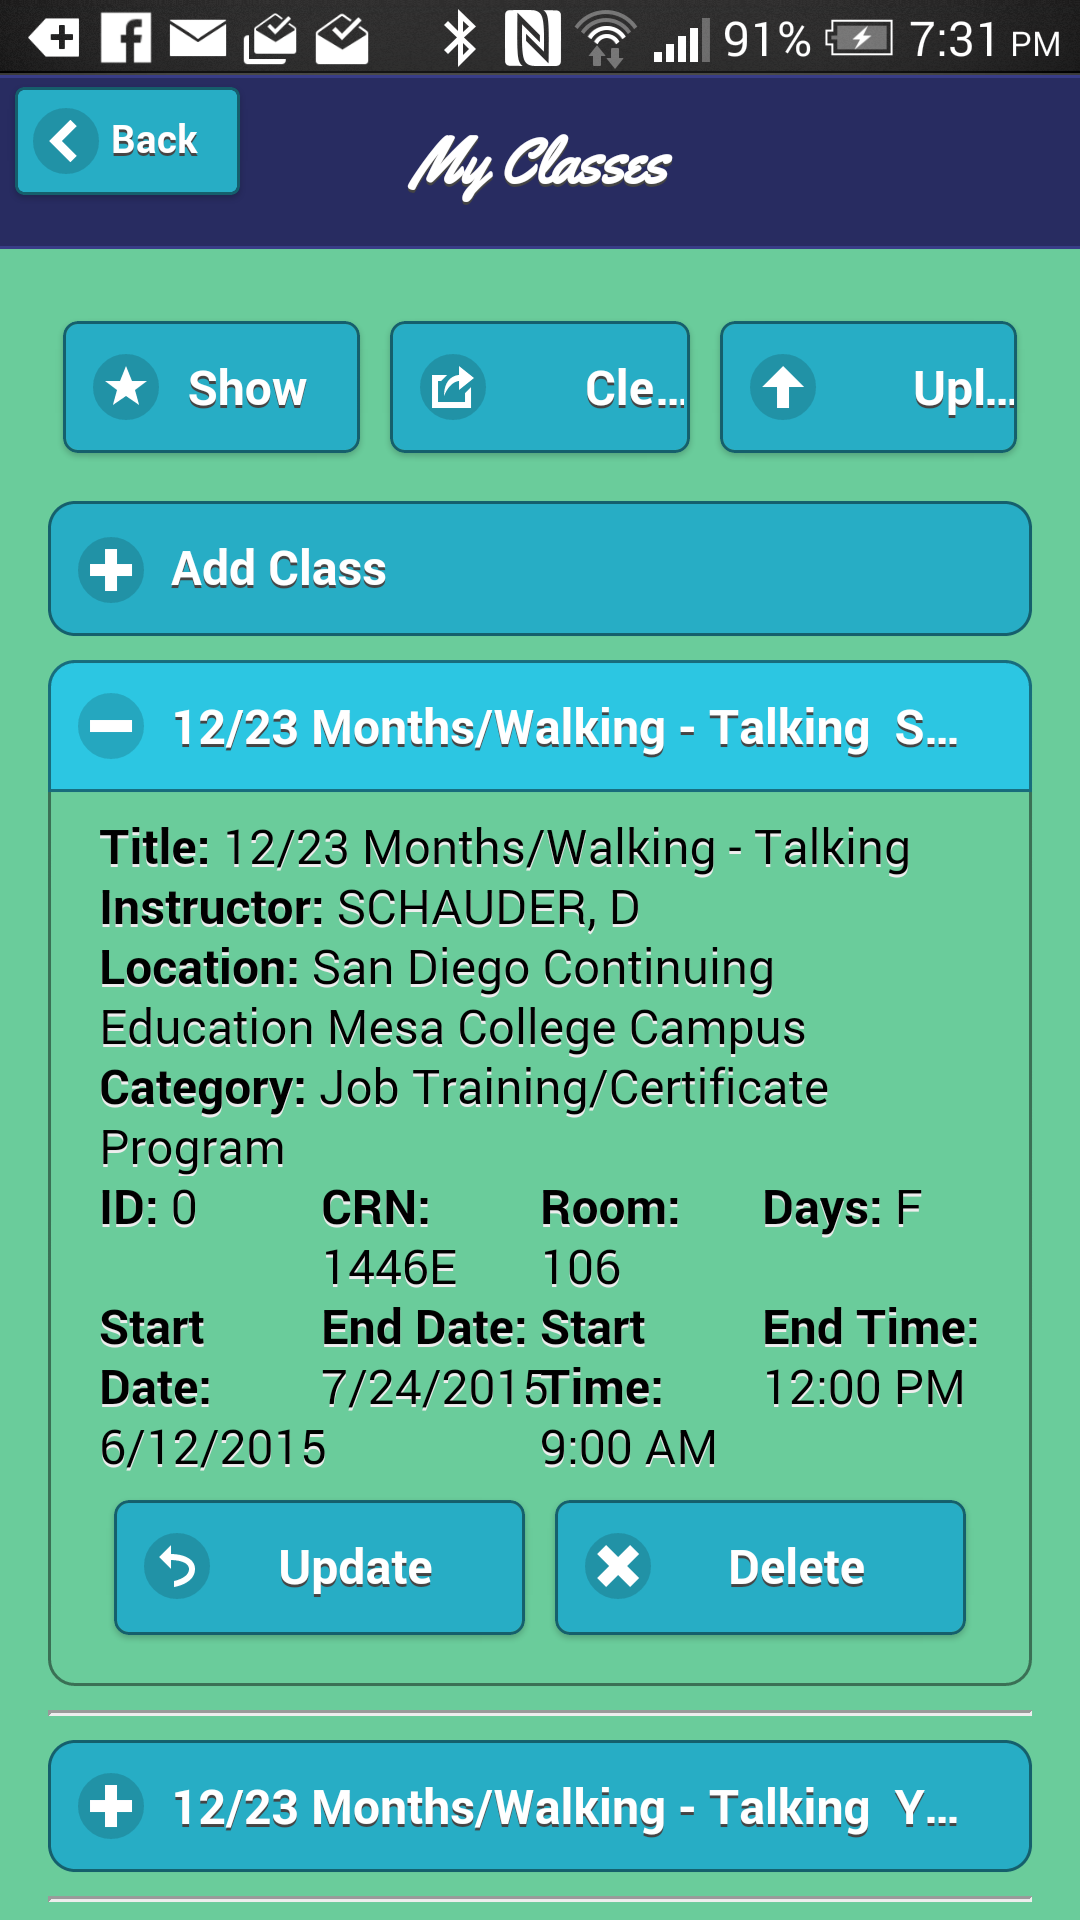 91% 7:31 PM
Back
My Classes
Show Cle... Upl...
Add Class
12/23 Months/Walking - Talking S...
Title: 12/23 Months/Walking - Talking
Instructor: SCHAUDER, D
Location: San Diego Continuing
Education Mesa College Campus
Category: Job Training/Certificate
Program
ID: 0 CRN: Room: Days: F
1446E 106
Start End Date: Start End Time:
Date: 7/24/2015 Time: 12:00 PM
6/12/2015 9:00 AM
Update Delete
12/23 Months/Walking - Talking Y...